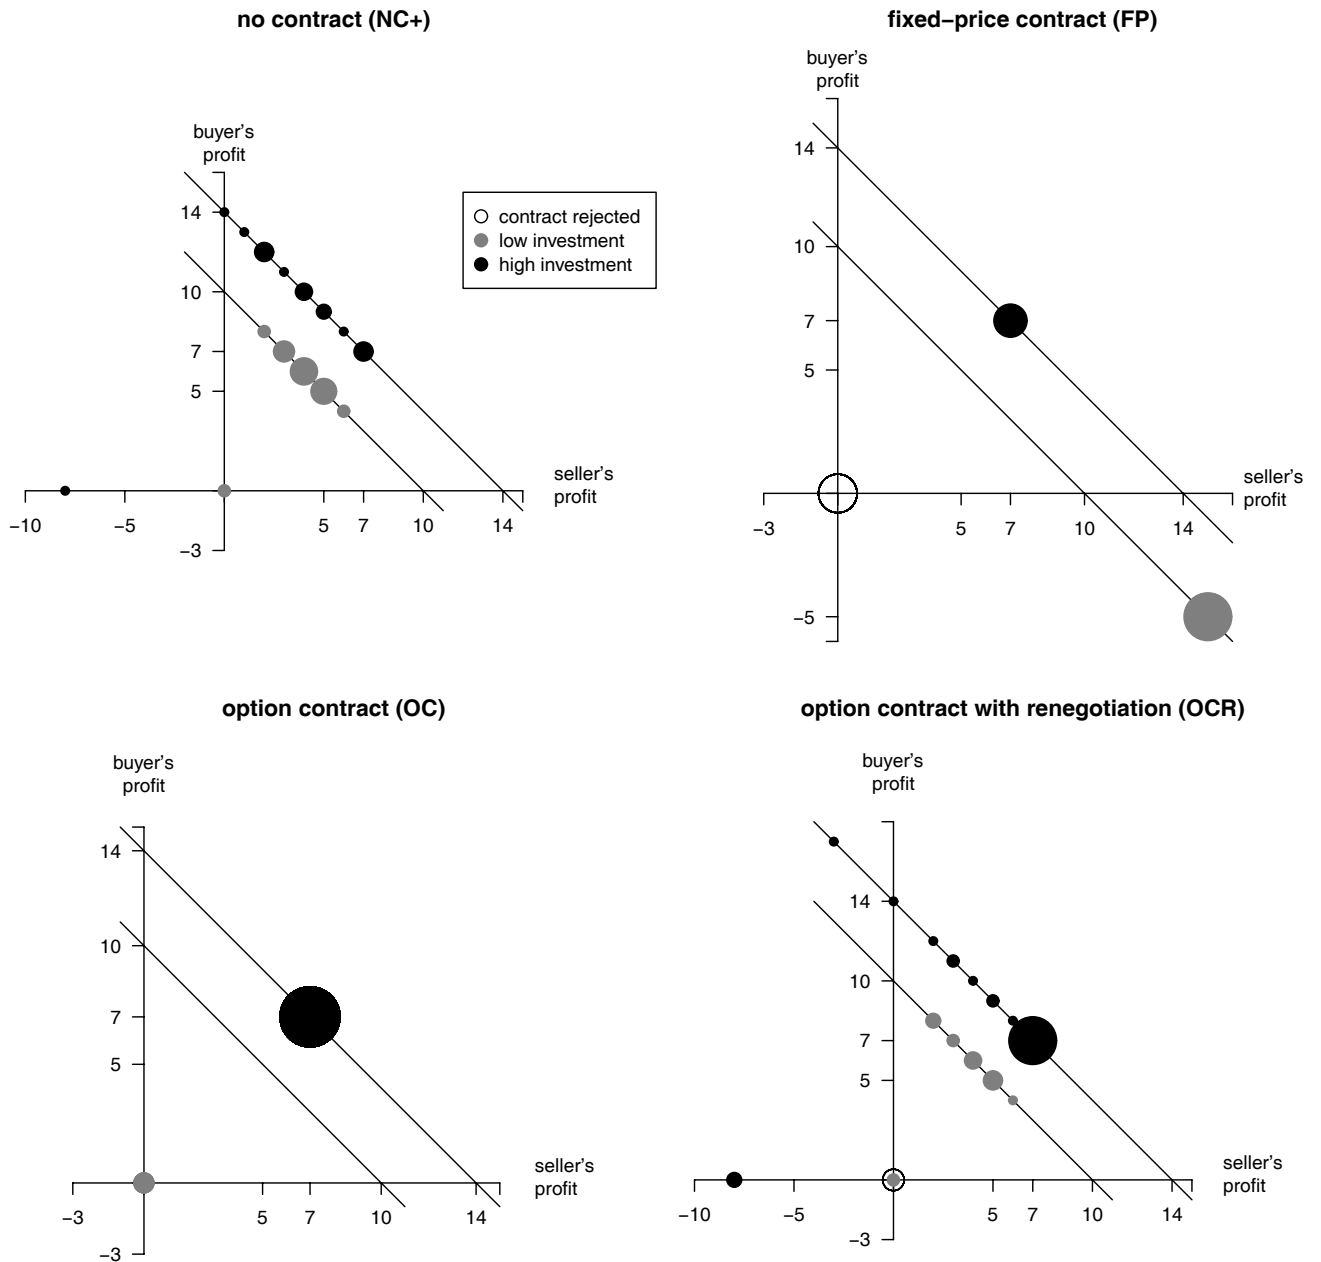 no contract (NC+)
buyer's
profit
14
10
7
5
−3
−10
−5
5
7
10
14
seller's
profit
contract rejected
low investment
high investment
fixed−price contract (FP)
buyer's
profit
14
10
7
5
−5
−3
5
7
10
14
seller's
profit
option contract (OC)
buyer's
profit
14
10
7
5
−3
−3
5
7
10
14
seller's
profit
option contract with renegotiation (OCR)
buyer's
profit
14
10
7
5
−3
−10
−5
5
7
10
14
seller's
profit